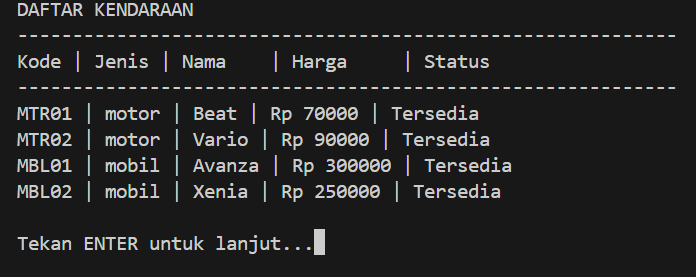 DAFTAR KENDARAAN
------------------------------------------------------------
Kode | Jenis | Nama    | Harga     | Status
------------------------------------------------------------
MTR01 | motor | Beat | Rp 70000 | Tersedia
MTR02 | motor | Vario | Rp 90000 | Tersedia
MBL01 | mobil | Avanza | Rp 300000 | Tersedia
MBL02 | mobil | Xenia | Rp 250000 | Tersedia
Tekan ENTER untuk lanjut...